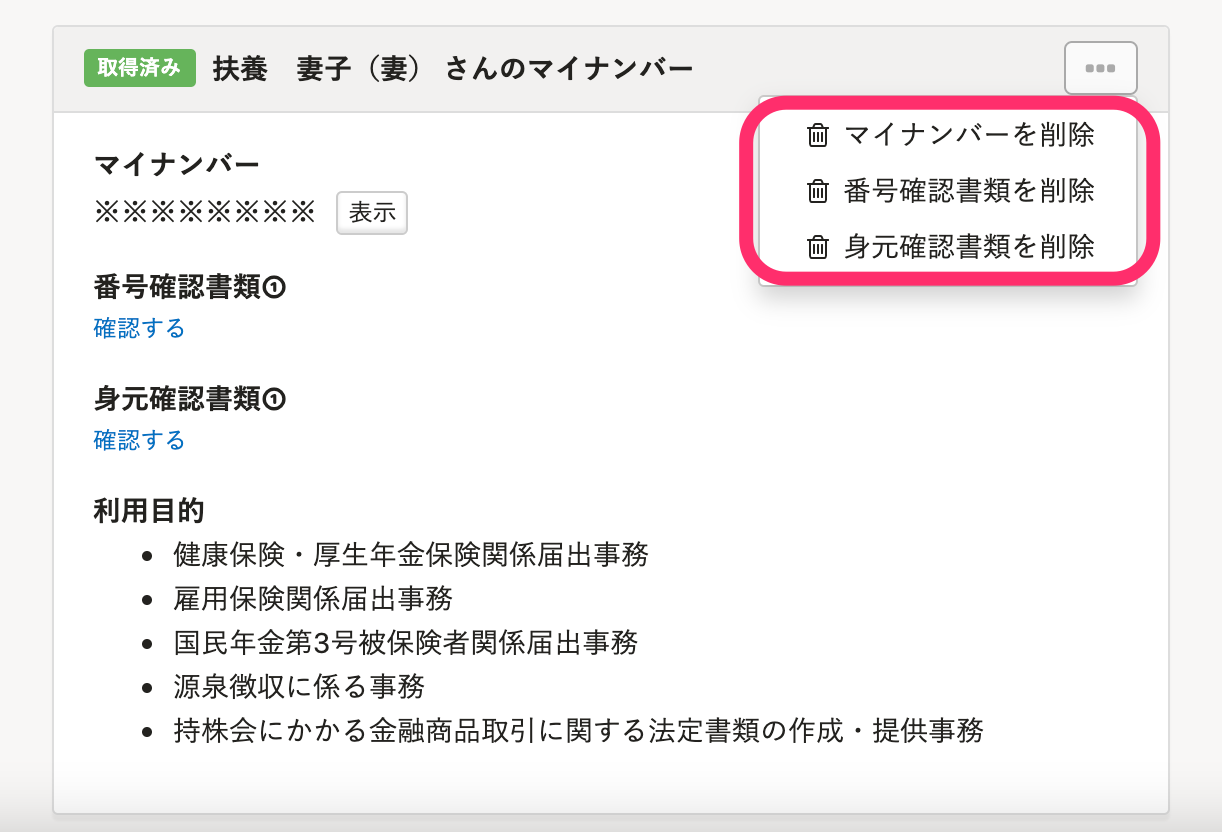 取得済み 扶養 妻子（妻） さんのマイナンバー
マイナンバーを削除
番号確認書類を削除
身元確認書類を削除
マイナンバー
※※※※※※※※ 表示
番号確認書類①
確認する
身元確認書類①
確認する
利用目的
• 健康保険・厚生年金保険関係届出事務
• 雇用保険関係届出事務
• 国民年金第3号被保険者関係届出事務
• 源泉徴収に係る事務
• 持株会にかかる金融商品取引に関する法定書類の作成・提供事務